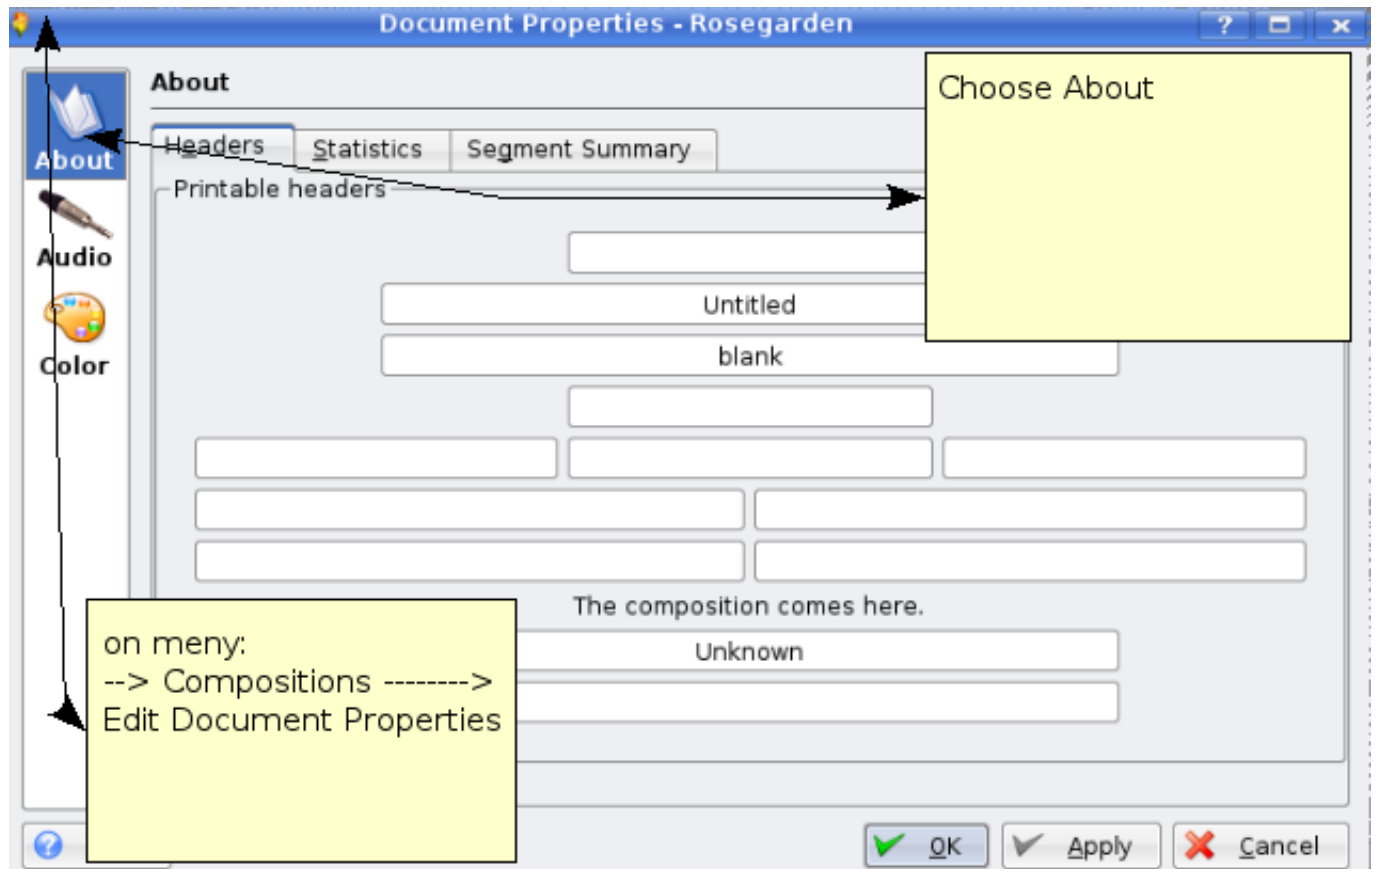 Document Properties - Rosegarden
?
About
Choose About
About
Headers Statistics Segment Summary
Printable headers
Audio
Untitled
Color
blank
The composition comes here.
on meny:
--> Compositions -------->
Edit Document Properties
Unknown
OK Apply Cancel